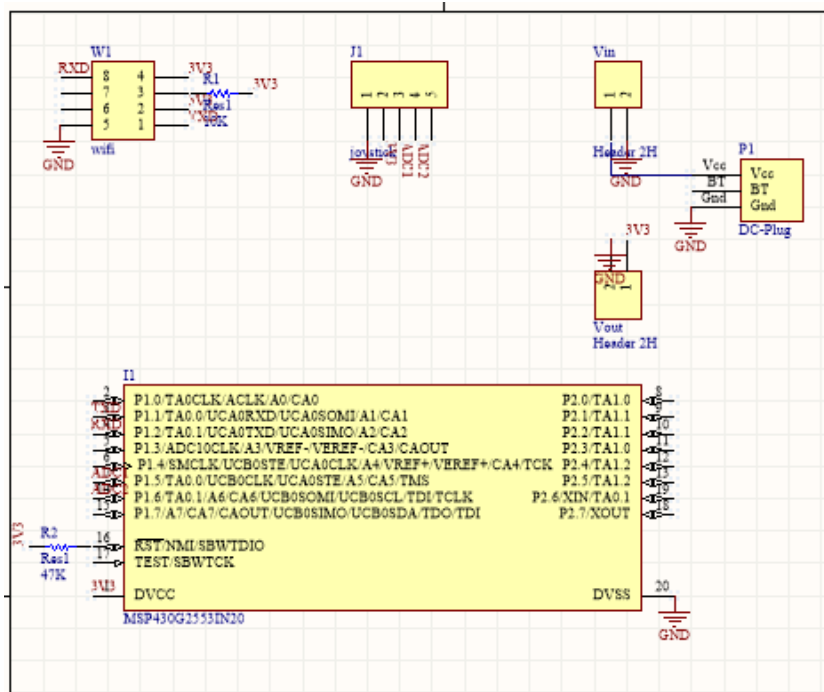 W1
RXD
8 4
7 3
6 2
5 1
3V3
R1
3V3
Res1
10K
GND
wifi
J1
1 2 3 4 5
joystick
ADC1
ADC2
GND
Vin
1 2
Header 2H
GND
P1
Vcc Vcc
BT BT
Gnd Gnd
GND
DC-Plug
3V3
GND
2 1
Vout
Header 2H
I1
2 P1.0/TA0CLK/ACLK/A0/CA0 P2.0/TA1.0 8
TXD P1.1/TA0.0/UCA0RXD/UCA0SOMI/A1/CA1 P2.1/TA1.1
RXD P1.2/TA0.1/UCA0TXD/UCA0SIMO/A2/CA2 P2.2/TA1.1 10
P1.3/ADC10CLK/A3/VREF-/VEREF-/CA3/CAOUT P2.3/TA1.0 11
P1.4/SMCLK/UCB0STE/UCA0CLK/A4/VREF+/VEREF+/CA4/TCK P2.4/TA1.2 12
P1.5/TA0.0/UCB0CLK/UCA0STE/A5/CA5/TMS P2.5/TA1.2 13
P1.6/TA0.1/A6/CA6/UCB0SOMI/UCB0SCL/TDI/TCLK P2.6/XIN/TA0.1 19
15 P1.7/A7/CA7/CAOUT/UCB0SIMO/UCB0SDA/TDO/TDI P2.7/XOUT 18
3V3
R2
Res1
47K
16 RST/NMI/SBWTDIO
17 TEST/SBWTCK
3V3 DVCC DVSS 20
GND
MSP430G2553IN20